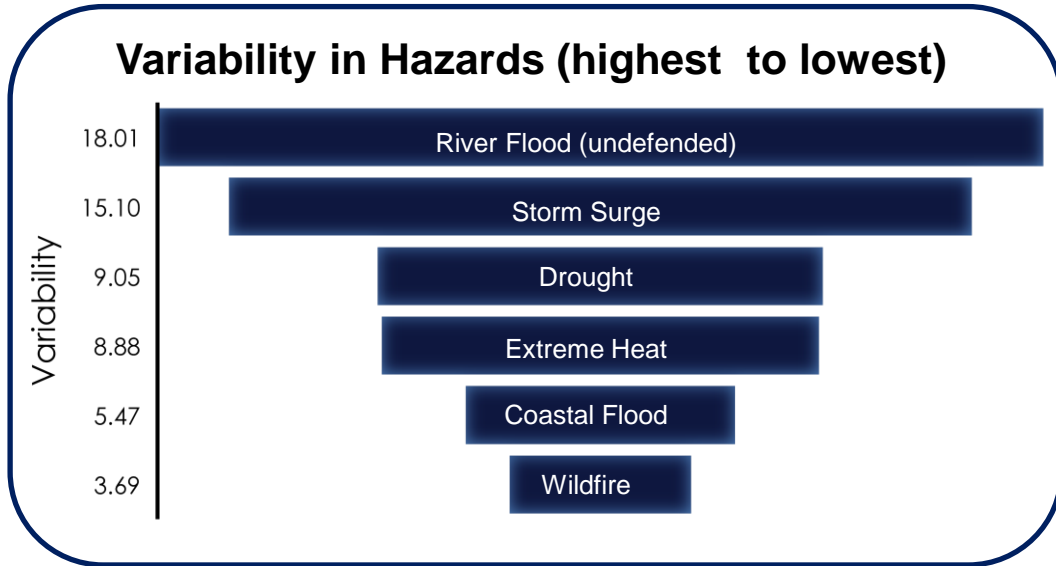 Variability in Hazards (highest to lowest)
Variability
18.01
River Flood (undefended)
15.10
Storm Surge
9.05
Drought
8.88
Extreme Heat
5.47
Coastal Flood
3.69
Wildfire